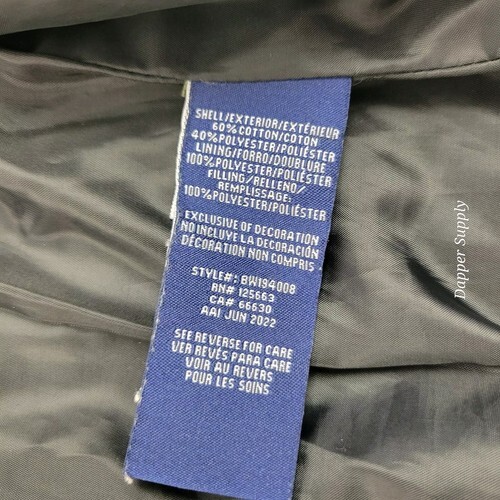 SHELL/EXTERIOR/EXTÉRIEUR
60% COTTON/COTON
40% POLYESTER/POLIÉSTER
LINING/FORRO/DOUBLURE
100% POLYESTER/POLIÉSTER
FILLING/RELLENO/
REMPLISSAGE:
100% POLYESTER/POLIÉSTER
EXCLUSIVE OF DECORATION
NO INCLUYE LA DECORACIÓN
DÉCORATION NON COMPRIS
STYLE#: BW194008
RN# 125663
CA# 66630
AAI JUN 2022
SEE REVERSE FOR CARE
VER REVÉS PARA CARE
VOIR AU REVERS
POUR LES SOINS
Dapper Supply